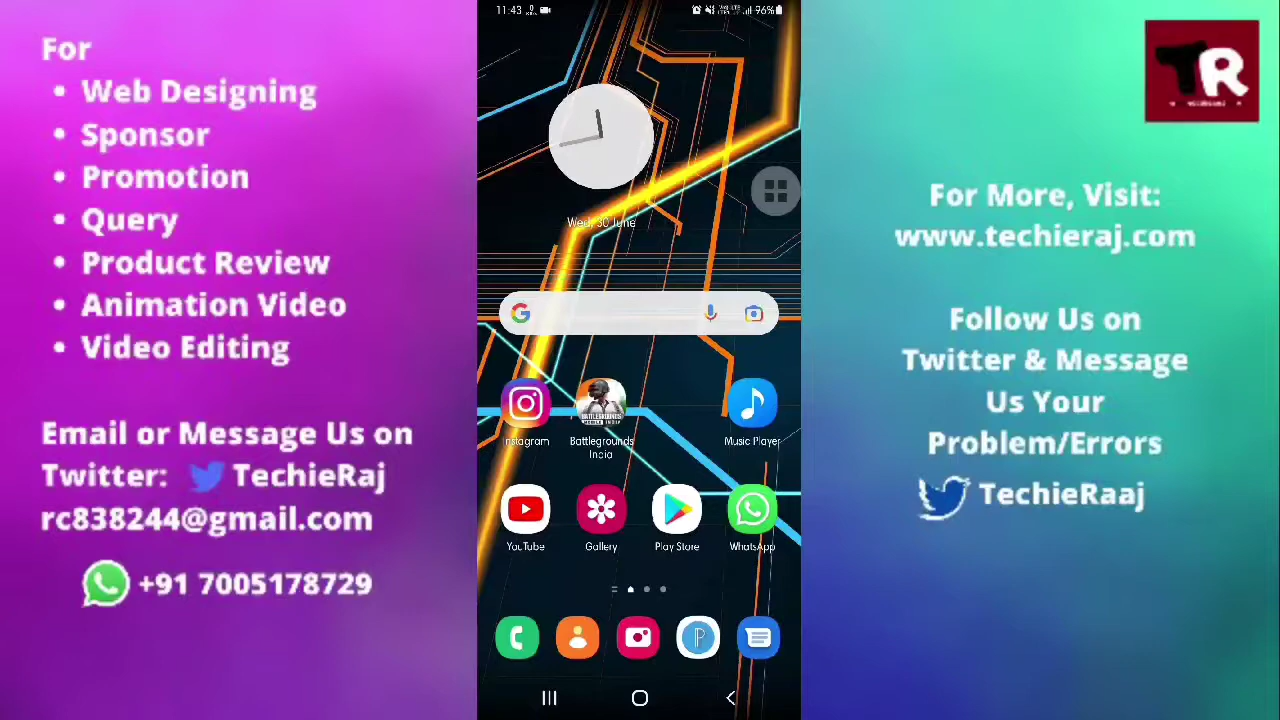 For
• Web Designing
• Sponsor
• Promotion
• Query
• Product Review
• Animation Video
• Video Editing
Email or Message Us on
Twitter: TechieRaj
rc838244@gmail.com
+91 7005178729
11:43
96%
Wed, 30 June
G
Instagram
BATTLEGROUNDS
MOBILE INDIA
Battlegrounds
India
Music Player
YouTube
Gallery
Play Store
WhatsApp
P
TR
For More, Visit:
www.techieraj.com
Follow Us on
Twitter & Message
Us Your
Problem/Errors
TechieRaaj